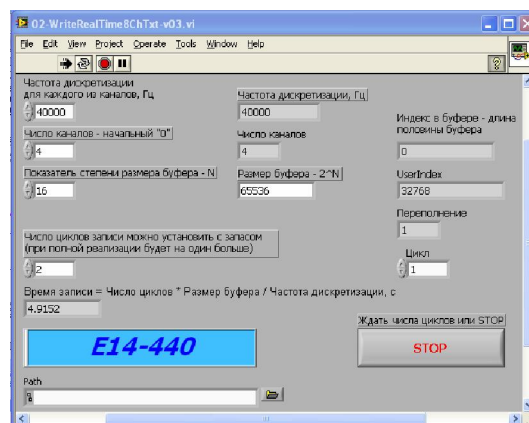 02-WriteRealTime8ChTxt-v03.vi
File Edit View Project Operate Tools Window Help
Частота дискретизации
для каждого из каналов, Гц
40000
Частота дискретизации, Гц
40000
Индекс в буфере - длина
половины буфера
0
Число каналов - начальный "0"
4
Число каналов
4
Показатель степени размера буфера - N
16
Размер буфера - 2^N
65536
UserIndex
32768
Переполнение
1
Число циклов записи можно установить с запасом
(при полной реализации будет на один больше)
2
Цикл
1
Время записи = Число циклов * Размер буфера / Частота дискретизации, с
4.9152
E14-440
Ждать числа циклов или STOP
STOP
Path